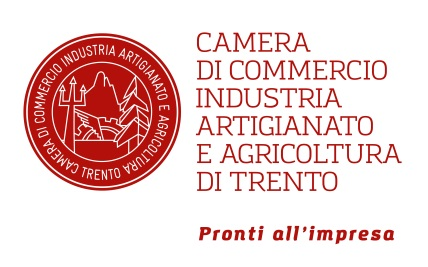 CAMERA DI COMMERCIO INDUSTRIA ARTIGIANATO E AGRICOLTURA
TRENTO
CAMERA
DI COMMERCIO
INDUSTRIA
ARTIGIANATO
E AGRICOLTURA
DI TRENTO
Pronti all'impresa